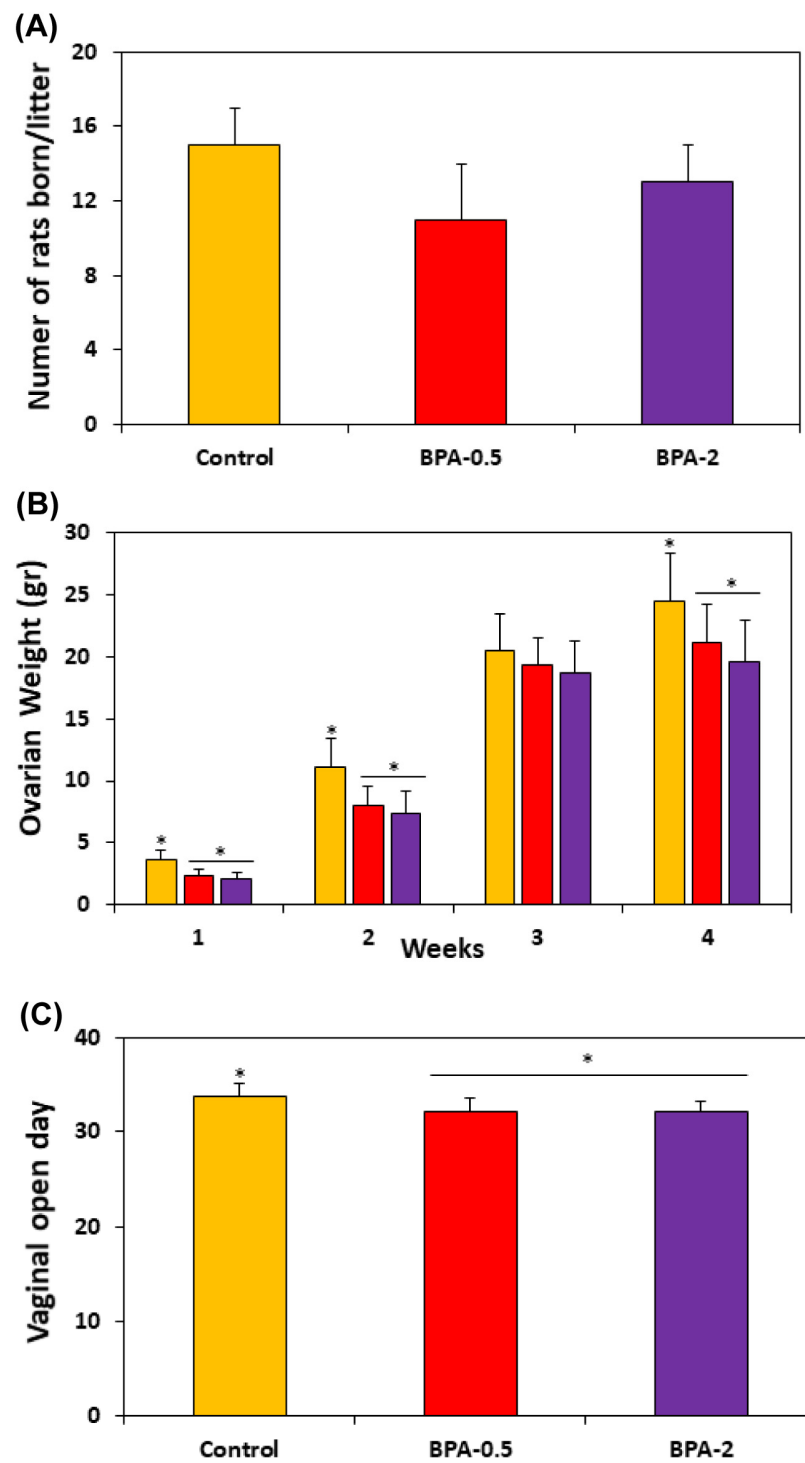 (A)
Numer of rats born/litter
20
16
12
8
4
0
Control BPA-0.5 BPA-2
(B)
Ovarian Weight (gr)
30
25
20
15
10
5
0
* * * * * *
1 2 3 4
Weeks
(C)
Vaginal open day
40
30
20
10
0
* *
Control BPA-0.5 BPA-2